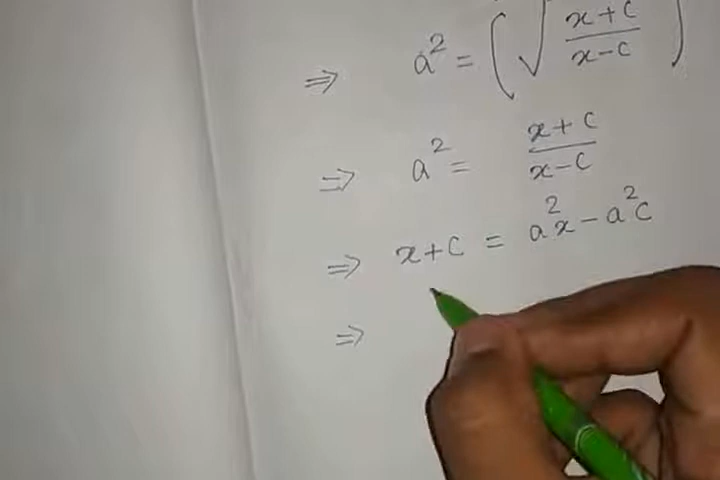 ⇒ a² = (√(x+c)/(x-c))
⇒ a² = (x+c)/(x-c)
⇒ x+c = a²x - a²c
⇒